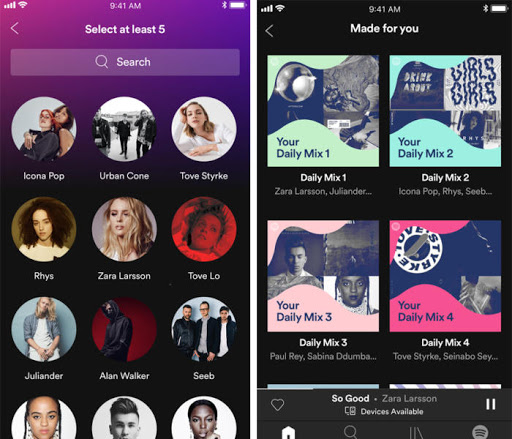 9:41 AM
Select at least 5
Search
Icona Pop
Urban Cone
Tove Styrke
Rhys
Zara Larsson
Tove Lo
Juliander
Alan Walker
Seeb
9:41 AM
Made for you
Your
Daily Mix 1
Daily Mix 1
Zara Larsson, Juliander...
DRINK
ABOUT
GIRLS
GIRLS
RHYS
Your
Daily Mix 2
Daily Mix 2
Icona Pop, Rhys, Seeb...
Your
Daily Mix 3
Daily Mix 3
Paul Rey, Sabina Ddumba...
TOVE STYRKE
Your
Daily Mix 4
Daily Mix 4
Tove Styrke, Seinabo Sey...
So Good • Zara Larsson
Devices Available